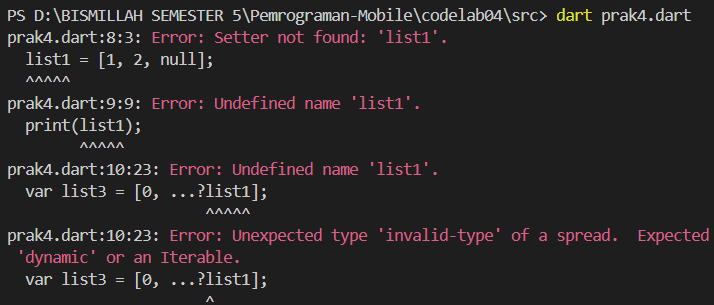 PS D:\BISMILLAH SEMESTER 5\Pemrograman-Mobile\codelab04\src> dart prak4.dart
prak4.dart:8:3: Error: Setter not found: 'list1'.
  list1 = [1, 2, null];
  ^^^^^
prak4.dart:9:9: Error: Undefined name 'list1'.
  print(list1);
        ^^^^^
prak4.dart:10:23: Error: Undefined name 'list1'.
  var list3 = [0, ...?list1];
                      ^^^^^
prak4.dart:10:23: Error: Unexpected type 'invalid-type' of a spread.  Expected
 'dynamic' or an Iterable.
  var list3 = [0, ...?list1];
                      ^